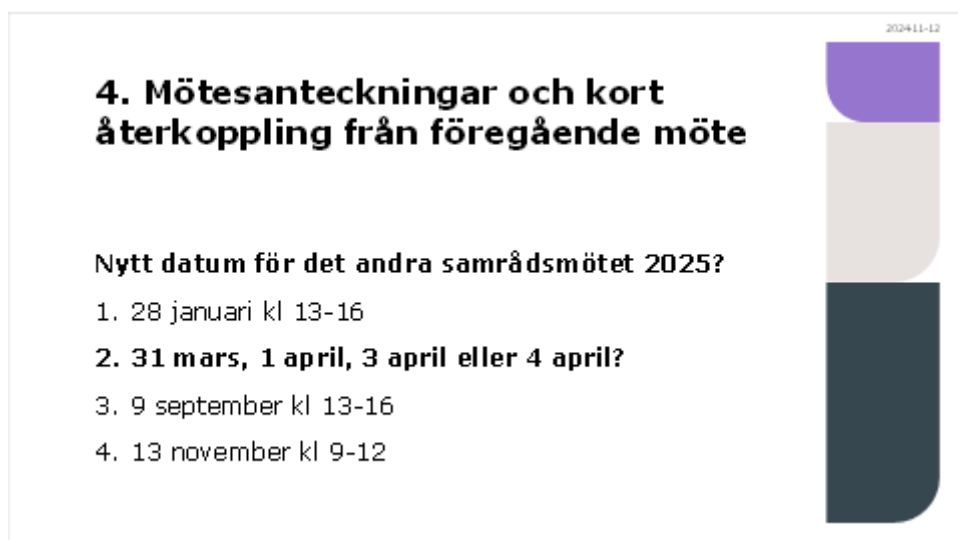 2024-11-12
4. Mötesanteckningar och kort
återkoppling från föregående möte
Nytt datum för det andra samrådsmötet 2025?
1. 28 januari kl 13-16
2. 31 mars, 1 april, 3 april eller 4 april?
3. 9 september kl 13-16
4. 13 november kl 9-12